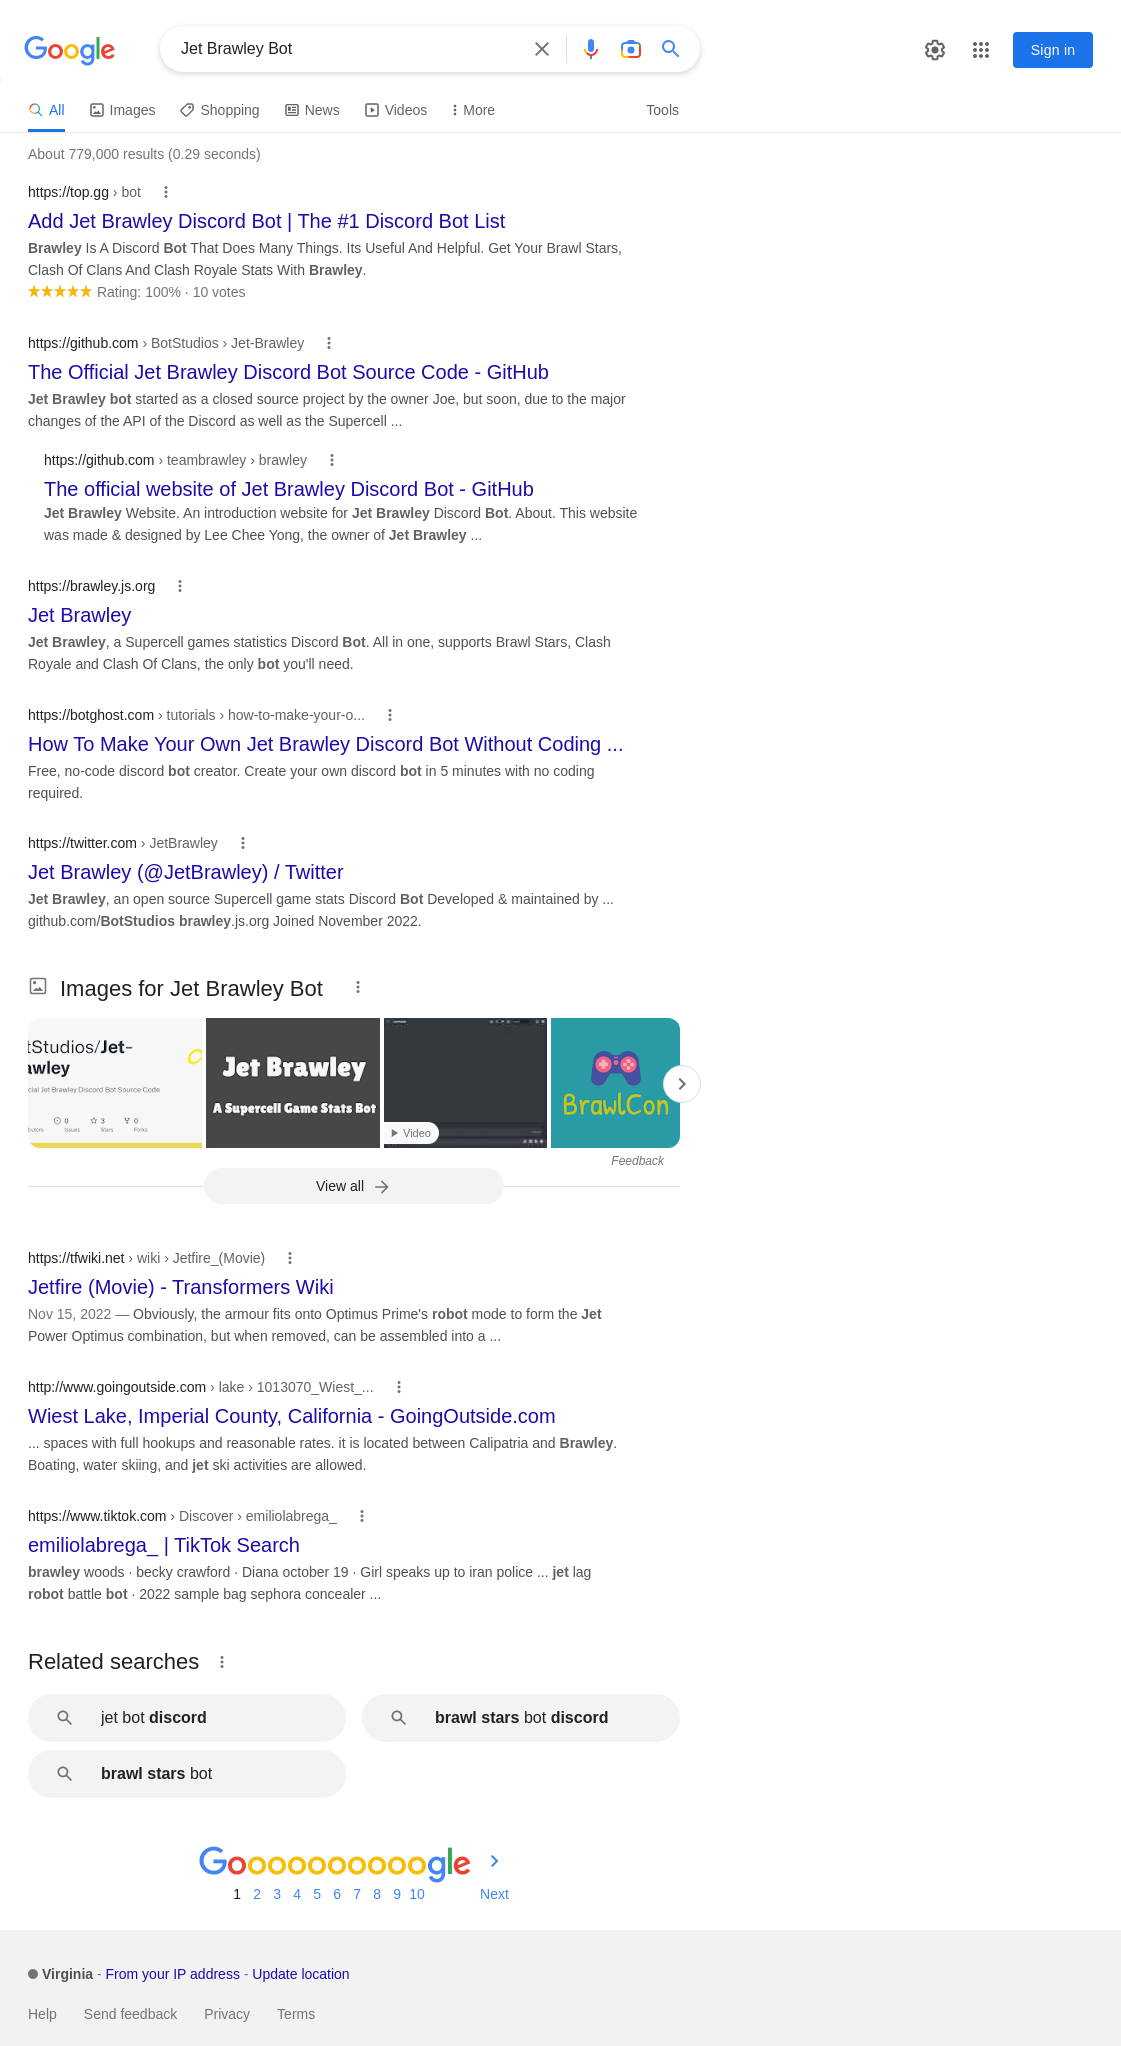 Google
Jet Brawley Bot
Sign in
All Images Shopping News Videos More Tools
About 779,000 results (0.29 seconds)
https://top.gg › bot
Add Jet Brawley Discord Bot | The #1 Discord Bot List
Brawley Is A Discord Bot That Does Many Things. Its Useful And Helpful. Get Your Brawl Stars,
Clash Of Clans And Clash Royale Stats With Brawley.
Rating: 100% · 10 votes
https://github.com › BotStudios › Jet-Brawley
The Official Jet Brawley Discord Bot Source Code - GitHub
Jet Brawley bot started as a closed source project by the owner Joe, but soon, due to the major
changes of the API of the Discord as well as the Supercell ...
https://github.com › teambrawley › brawley
The official website of Jet Brawley Discord Bot - GitHub
Jet Brawley Website. An introduction website for Jet Brawley Discord Bot. About. This website
was made & designed by Lee Chee Yong, the owner of Jet Brawley ...
https://brawley.js.org
Jet Brawley
Jet Brawley, a Supercell games statistics Discord Bot. All in one, supports Brawl Stars, Clash
Royale and Clash Of Clans, the only bot you'll need.
https://botghost.com › tutorials › how-to-make-your-o...
How To Make Your Own Jet Brawley Discord Bot Without Coding ...
Free, no-code discord bot creator. Create your own discord bot in 5 minutes with no coding
required.
https://twitter.com › JetBrawley
Jet Brawley (@JetBrawley) / Twitter
Jet Brawley, an open source Supercell game stats Discord Bot Developed & maintained by ...
github.com/BotStudios brawley.js.org Joined November 2022.
Images for Jet Brawley Bot
tStudios/Jet-
awley
cial Jet Brawley Discord Bot Source Code
0 3 0
butors Issues Stars Forks
Jet Brawley
A Supercell Game Stats Bot
Video
BrawlCon
Feedback
View all
https://tfwiki.net › wiki › Jetfire_(Movie)
Jetfire (Movie) - Transformers Wiki
Nov 15, 2022 — Obviously, the armour fits onto Optimus Prime's robot mode to form the Jet
Power Optimus combination, but when removed, can be assembled into a ...
http://www.goingoutside.com › lake › 1013070_Wiest_...
Wiest Lake, Imperial County, California - GoingOutside.com
... spaces with full hookups and reasonable rates. it is located between Calipatria and Brawley.
Boating, water skiing, and jet ski activities are allowed.
https://www.tiktok.com › Discover › emiliolabrega_
emiliolabrega_ | TikTok Search
brawley woods · becky crawford · Diana october 19 · Girl speaks up to iran police ... jet lag
robot battle bot · 2022 sample bag sephora concealer ...
Related searches
jet bot discord
brawl stars bot discord
brawl stars bot
Goooooooooogle
1 2 3 4 5 6 7 8 9 10 Next
Virginia - From your IP address - Update location
Help Send feedback Privacy Terms